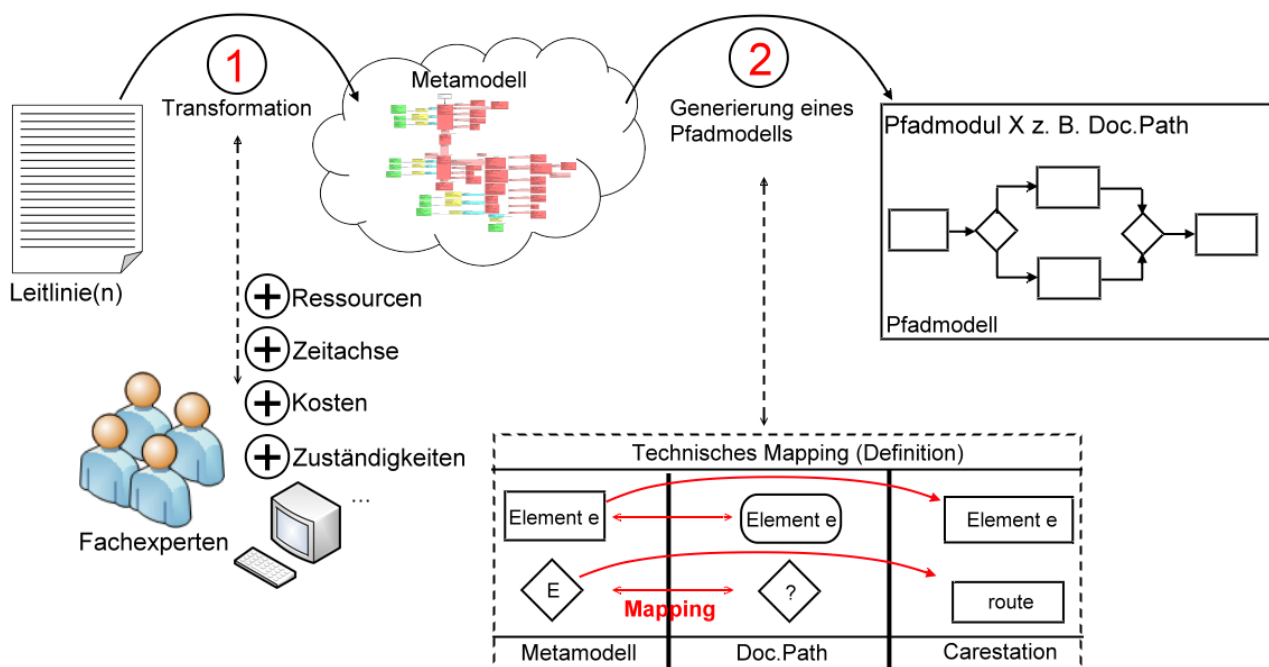 1
Transformation
Leitlinie(n)
Metamodell
2
Generierung eines
Pfadmodells
Pfadmodul X z. B. Doc.Path
Pfadmodell
Ressourcen
Zeitachse
Kosten
Zuständigkeiten
...
Fachexperten
Technisches Mapping (Definition)
Element e
Element e
Element e
E
Mapping
?
route
Metamodell
Doc.Path
Carestation